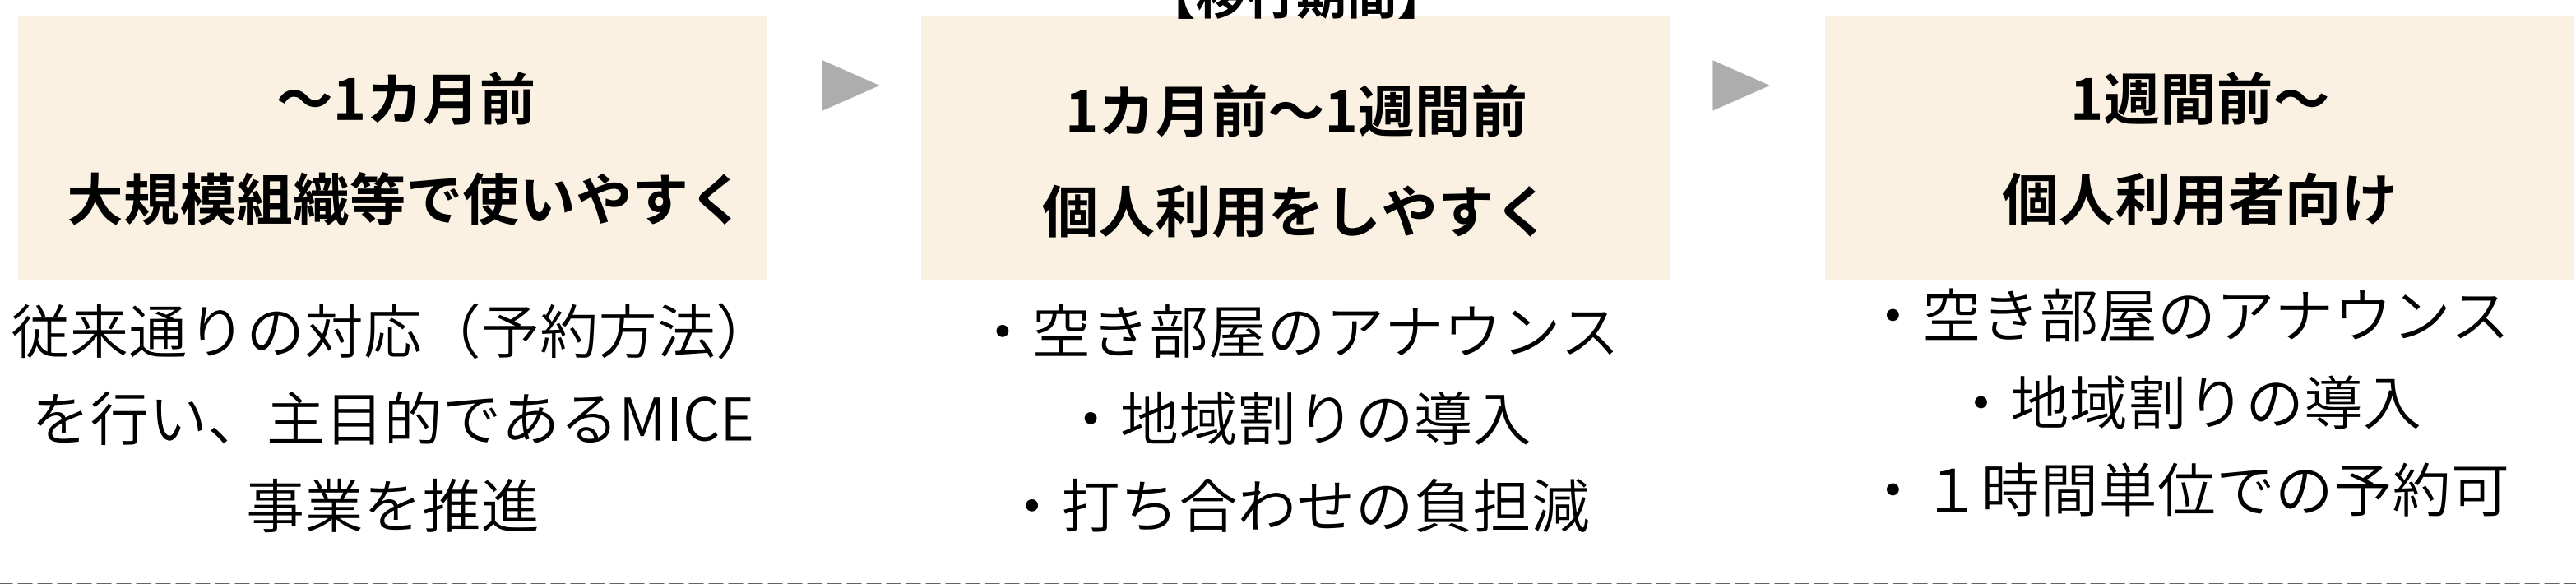 【移行期間】
～1カ月前
大規模組織等で使いやすく
従来通りの対応（予約方法）
を行い、主目的であるMICE
事業を推進
1カ月前～1週間前
個人利用をしやすく
・空き部屋のアナウンス
・地域割りの導入
・打ち合わせの負担減
1週間前～
個人利用者向け
・空き部屋のアナウンス
・地域割りの導入
・１時間単位での予約可